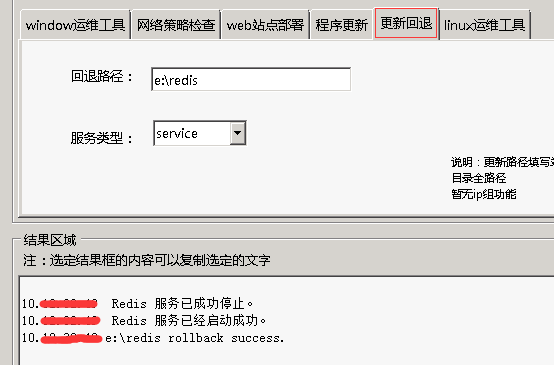 window运维工具 网络策略检查 web站点部署 程序更新 更新回退 linux运维工具
回退路径： e:\redis
服务类型： service
说明：更新路径填写
目录全路径
暂无ip组功能
结果区域
注：选定结果框的内容可以复制选定的文字
10. Redis 服务已成功停止。
10. Redis 服务已经启动成功。
10. e:\redis rollback success.